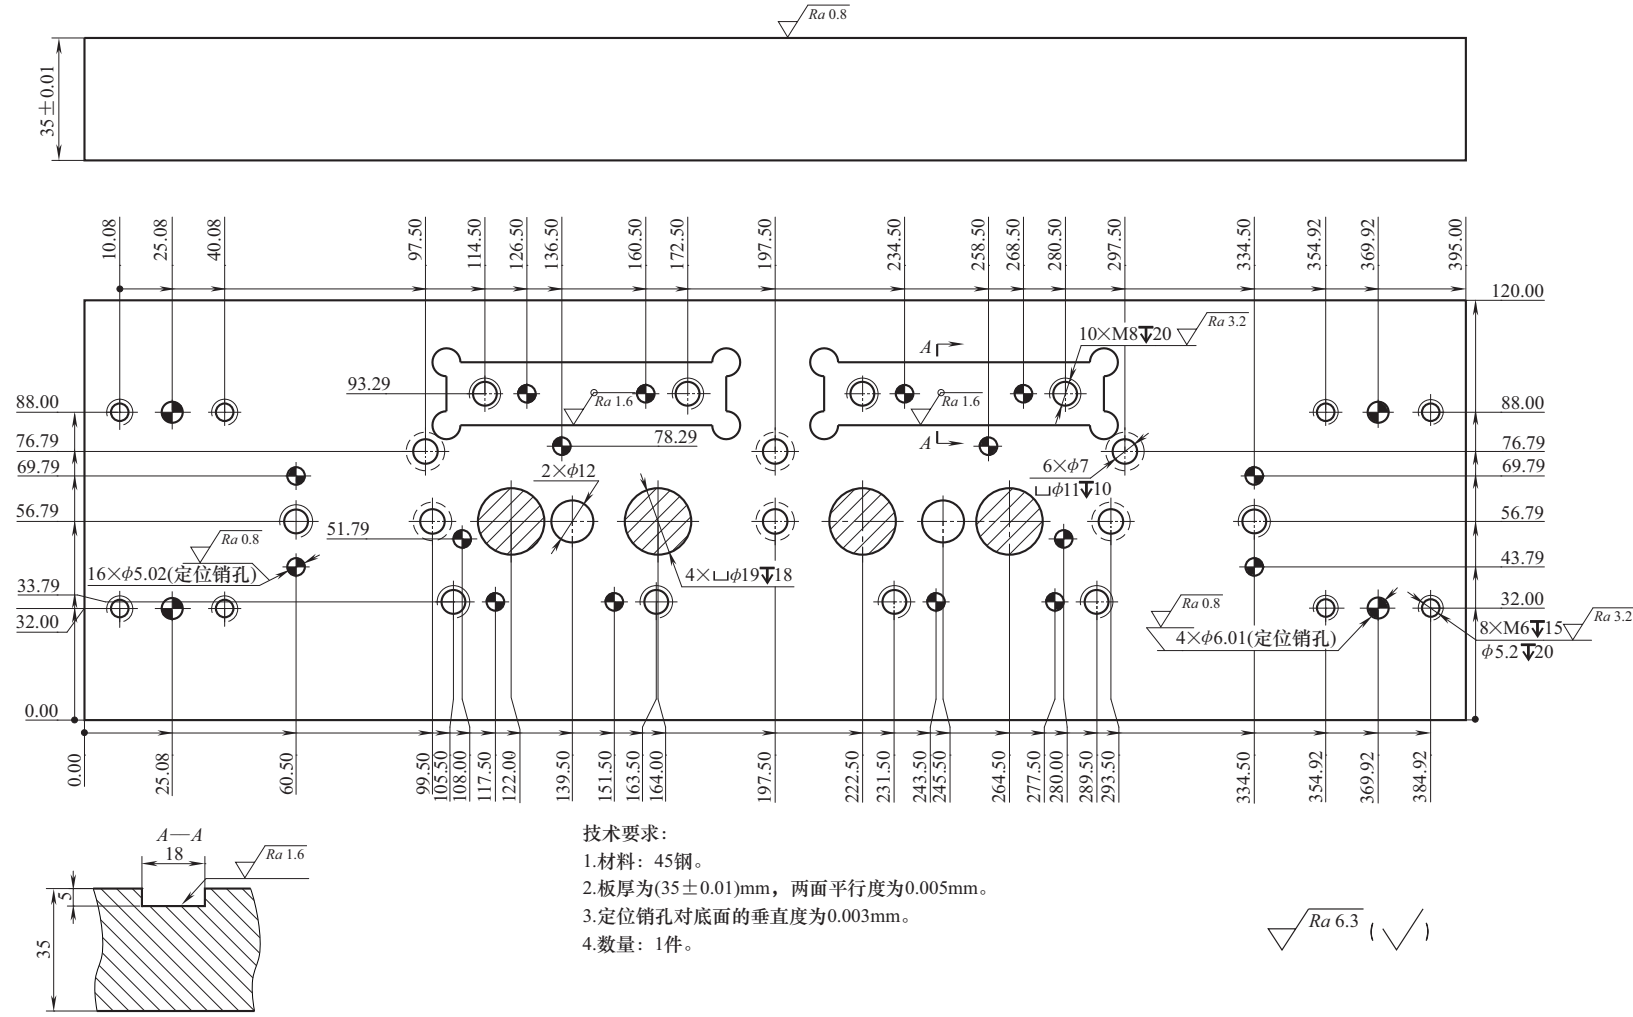 Ra 0.8
35±0.01
10.08
25.08
40.08
97.50
114.50
126.50
136.50
160.50
172.50
197.50
234.50
258.50
268.50
280.50
297.50
334.50
354.92
369.92
395.00
120.00
10×M8↧20
Ra 3.2
A
93.29
Ra 1.6
Ra 1.6
88.00
88.00
76.79
78.29
A
76.79
69.79
2×φ12
6×φ7
69.79
⌴φ11↧10
56.79
51.79
56.79
Ra 0.8
16×φ5.02(定位销孔)
4×⌴φ19↧18
43.79
33.79
Ra 0.8
32.00
32.00
4×φ6.01(定位销孔)
8×M6↧15
Ra 3.2
φ5.2↧20
0.00
0.00
25.08
60.50
99.50
105.50
108.00
117.50
122.00
139.50
151.50
163.50
164.00
197.50
222.50
231.50
243.50
245.50
264.50
277.50
280.00
289.50
293.50
334.50
354.92
369.92
384.92
A—A
18
Ra 1.6
5
35
技术要求：
1.材料：45钢。
2.板厚为(35±0.01)mm，两面平行度为0.005mm。
3.定位销孔对底面的垂直度为0.003mm。
4.数量：1件。
Ra 6.3 (√)